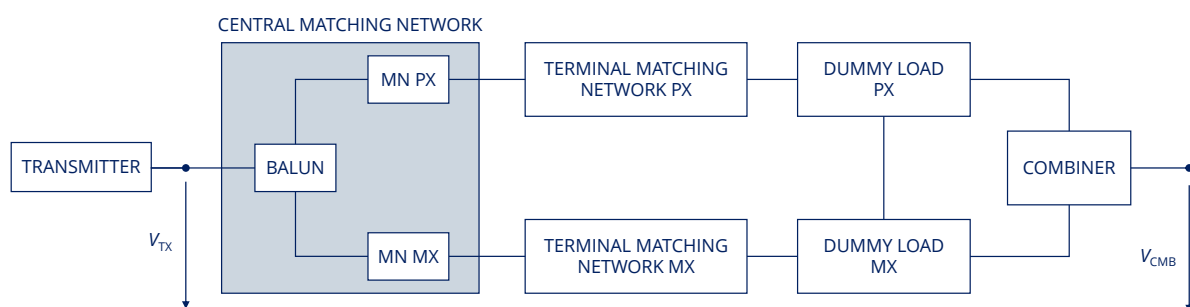 CENTRAL MATCHING NETWORK
MN PX
TERMINAL MATCHING
NETWORK PX
DUMMY LOAD
PX
TRANSMITTER
BALUN
COMBINER
V_TX
V_CMB
MN MX
TERMINAL MATCHING
NETWORK MX
DUMMY LOAD
MX